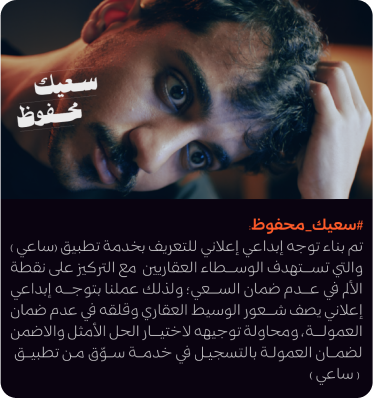 سعيك
محفوظ
#سعيك_محفوظ:
تم بناء توجه إبداعي إعلاني للتعريف بخدمة تطبيق (ساعي)
والتي تستهدف الوسطاء العقاريين مع التركيز على نقطة
الألم في عدم ضمان السعي؛ ولذلك عملنا بتوجه إبداعي
إعلاني يصف شعور الوسيط العقاري وقلقه في عدم ضمان
العمولة، ومحاولة توجيهه لاختيار الحل الأمثل والاضمن
لضمان العمولة بالتسجيل في خدمة سوّق من تطبيق
(ساعي)